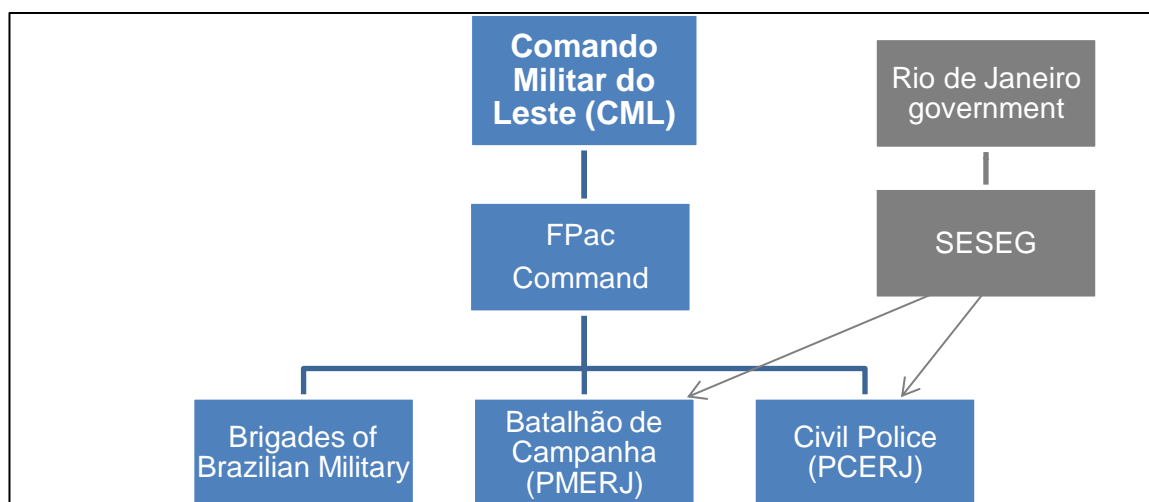 Comando
Militar do
Leste (CML)
Rio de Janeiro
government
FPac
Command
SESEG
Brigades of
Brazilian Military
Batalhão de
Campanha
(PMERJ)
Civil Police
(PCERJ)